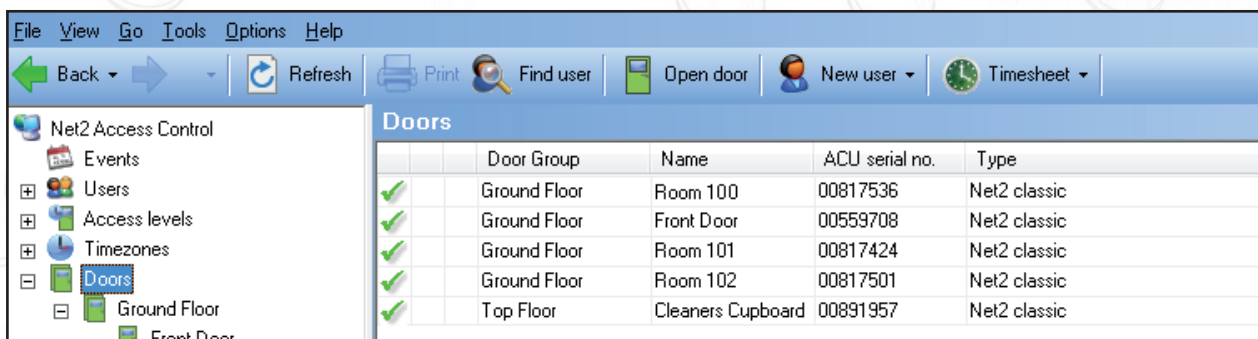 File View Go Tools Options Help
Back Refresh Print Find user Open door New user Timesheet
Net2 Access Control
Events
Users
Access levels
Timezones
Doors
Ground Floor
Front Door
Doors
Door Group Name ACU serial no. Type
Ground Floor Room 100 00817536 Net2 classic
Ground Floor Front Door 00559708 Net2 classic
Ground Floor Room 101 00817424 Net2 classic
Ground Floor Room 102 00817501 Net2 classic
Top Floor Cleaners Cupboard 00891957 Net2 classic